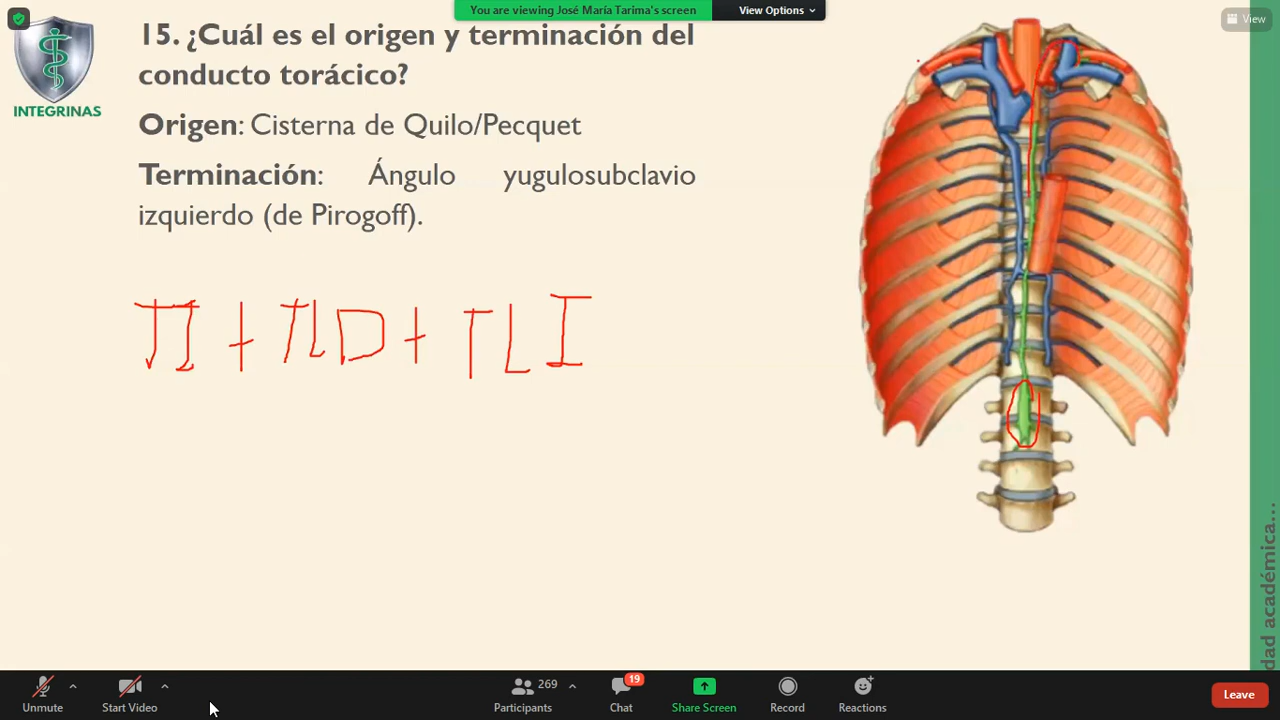 You are viewing José María Tarima's screen
View Options
View
INTEGRINAS
15. ¿Cuál es el origen y terminación del
conducto torácico?
Origen: Cisterna de Quilo/Pecquet
Terminación: Ángulo yugulosubclavio
izquierdo (de Pirogoff).
TI + TLD + TLI
dad académica...
Unmute
Start Video
269
Participants
19
Chat
Share Screen
Record
Reactions
Leave